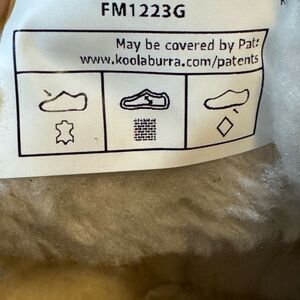 FM1223G
May be covered by Pat:
www.koolaburra.com/patents